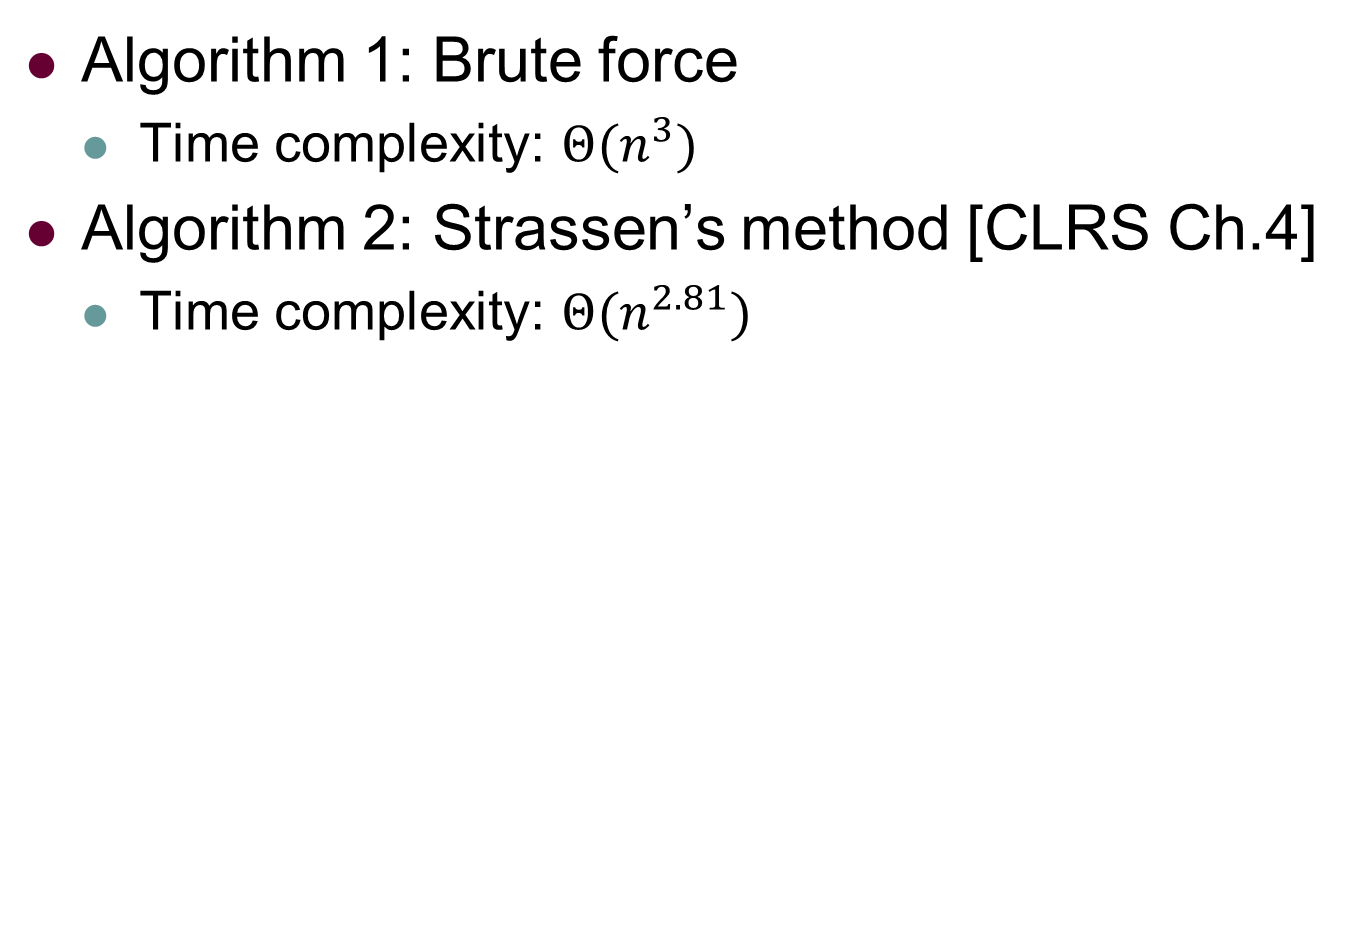 ● Algorithm 1: Brute force
● Time complexity: Θ(n³)
● Algorithm 2: Strassen’s method [CLRS Ch.4]
● Time complexity: Θ(n^2.81)